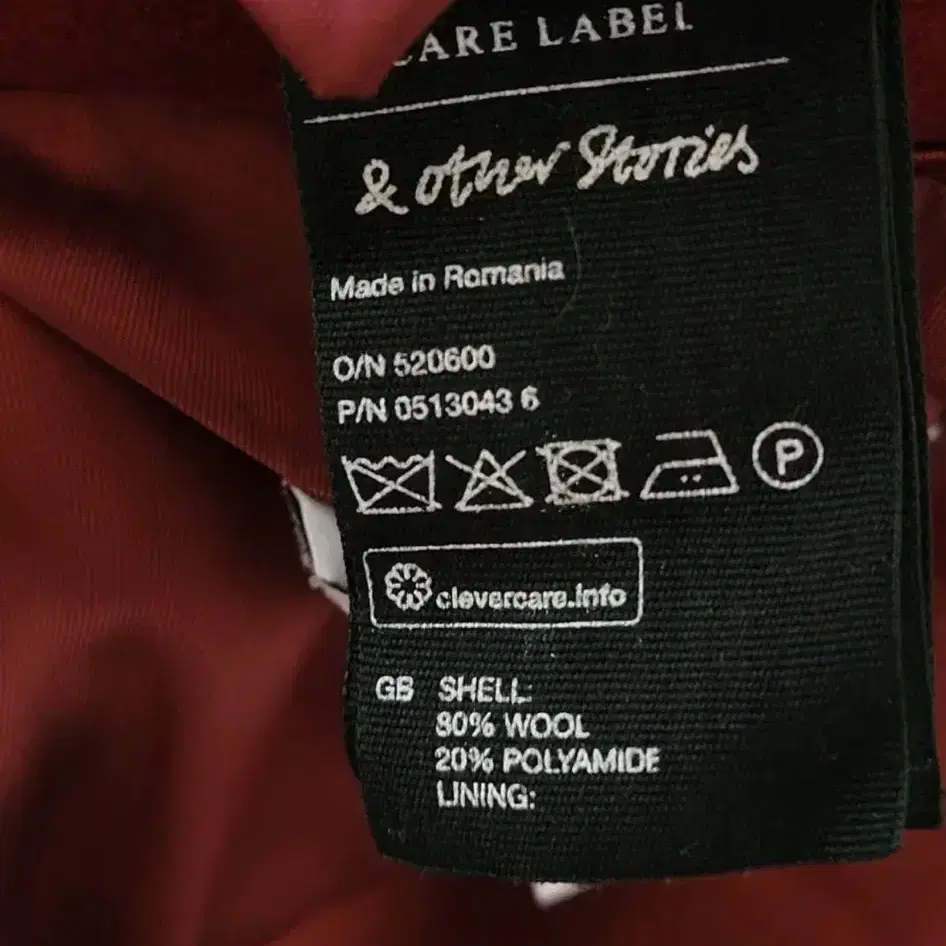 CARE LABEL
& other Stories
Made in Romania
O/N 520600
P/N 0513043 6
P
clevercare.info
GB SHELL:
80% WOOL
20% POLYAMIDE
LINING: